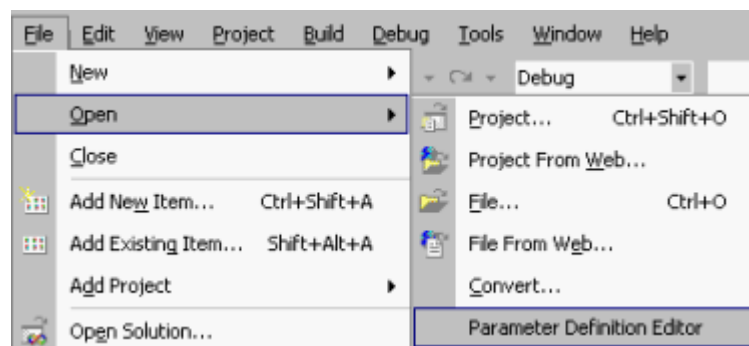 File Edit View Project Build Debug Tools Window Help
New
Debug
Open
Project... Ctrl+Shift+O
Close
Project From Web...
Add New Item... Ctrl+Shift+A
File... Ctrl+O
Add Existing Item... Shift+Alt+A
File From Web...
Add Project
Convert...
Open Solution...
Parameter Definition Editor